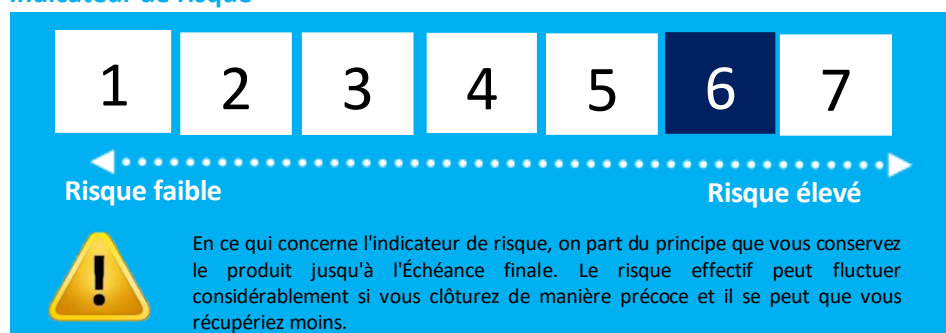 Indicateur de risque
1 2 3 4 5 6 7
Risque faible Risque élevé
En ce qui concerne l'indicateur de risque, on part du principe que vous conservez
le produit jusqu'à l'Échéance finale. Le risque effectif peut fluctuer
considérablement si vous clôturez de manière précoce et il se peut que vous
récupériez moins.